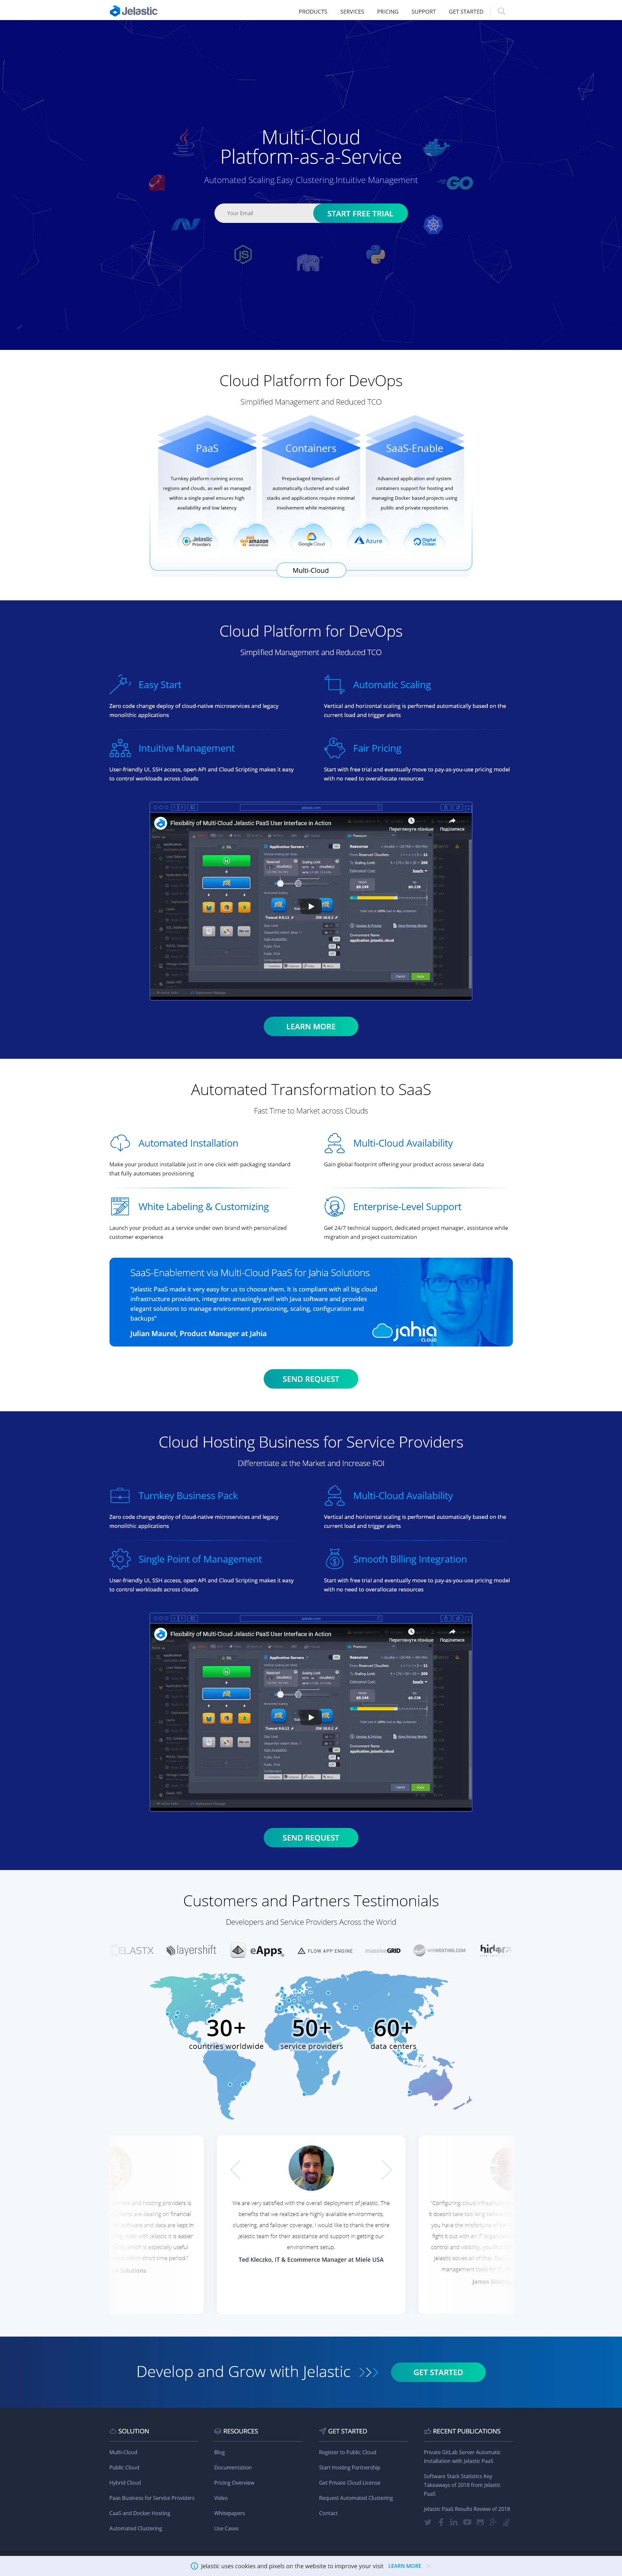 Jelastic
PRODUCTS SERVICES PRICING SUPPORT GET STARTED
Multi-Cloud
Platform-as-a-Service
Automated Scaling,Easy Clustering,Intuitive Management
Your Email
START FREE TRIAL
GO
Cloud Platform for DevOps
Simplified Management and Reduced TCO
PaaS
Containers
SaaS-Enable
Turnkey platform running across
regions and clouds, as well as managed
within a single panel ensures high
availability and low latency
Prepackaged templates of
automatically clustered and scaled
stacks and applications require minimal
involvement while maintaining
Advanced application and system
containers support for hosting and
managing Docker based projects using
public and private repositories
Jelastic
Providers
amazon
Google Cloud
Azure
Digital
Ocean
Multi-Cloud
Cloud Platform for DevOps
Simplified Management and Reduced TCO
Easy Start
Zero code change deploy of cloud-native microservices and legacy
monolithic applications
Automatic Scaling
Vertical and horizontal scaling is performed automatically based on the
current load and trigger alerts
Intuitive Management
User-friendly UI, SSH access, open API and Cloud Scripting makes it easy
to control workloads across clouds
Fair Pricing
Start with free trial and eventually move to pay-as-you-use pricing model
with no need to overallocate resources
Flexibility of Multi-Cloud Jelastic PaaS User Interface in Action
Переглянути пізніше
Поділитися
LEARN MORE
Automated Transformation to SaaS
Fast Time to Market across Clouds
Automated Installation
Make your product installable just in one click with packaging standard
that fully automates provisioning
Multi-Cloud Availability
Gain global footprint offering your product across several data
White Labeling & Customizing
Launch your product as a service under own brand with personalized
customer experience
Enterprise-Level Support
Get 24/7 technical support, dedicated project manager, assistance while
migration and project customization
SaaS-Enablement via Multi-Cloud PaaS for Jahia Solutions
"Jelastic PaaS made it very easy for us to choose them. It is compliant with all big cloud
infrastructure providers, integrates amazingly well with Java software and provides
elegant solutions to manage environment provisioning, scaling, configuration and
backups"
Julian Maurel, Product Manager at Jahia
jahia
CLOUD
SEND REQUEST
Cloud Hosting Business for Service Providers
Differentiate at the Market and Increase ROI
Turnkey Business Pack
Zero code change deploy of cloud-native microservices and legacy
monolithic applications
Multi-Cloud Availability
Vertical and horizontal scaling is performed automatically based on the
current load and trigger alerts
Single Point of Management
User-friendly UI, SSH access, open API and Cloud Scripting makes it easy
to control workloads across clouds
Smooth Billing Integration
Start with free trial and eventually move to pay-as-you-use pricing model
with no need to overallocate resources
Flexibility of Multi-Cloud Jelastic PaaS User Interface in Action
Переглянути пізніше
Поділитися
SEND REQUEST
Customers and Partners Testimonials
Developers and Service Providers Across the World
ELASTX layershift eApps FLOW APP ENGINE massiveGRID
30+
countries worldwide
50+
service providers
60+
data centers
We are very satisfied with the overall deployment of Jelastic. The
benefits that we realized are highly available environments,
clustering, and failover coverage. I would like to thank the entire
Jelastic team for their assistance and support in getting our
environment setup.
Ted Kleczko, IT & Ecommerce Manager at Miele USA
Develop and Grow with Jelastic
GET STARTED
SOLUTION
Multi-Cloud
Public Cloud
Hybrid Cloud
Paas Business for Service Providers
CaaS and Docker Hosting
Automated Clustering
RESOURCES
Blog
Documentation
Pricing Overview
Video
Whitepapers
Use Cases
GET STARTED
Register to Public Cloud
Start Hosting Partnership
Get Private Cloud License
Request Automated Clustering
Contact
RECENT PUBLICATIONS
Private GitLab Server Automatic
Installation with Jelastic PaaS
Software Stack Statistics Key
Takeaways of 2018 from Jelastic
PaaS
Jelastic PaaS Results Review of 2018
Jelastic uses cookies and pixels on the website to improve your visit LEARN MORE